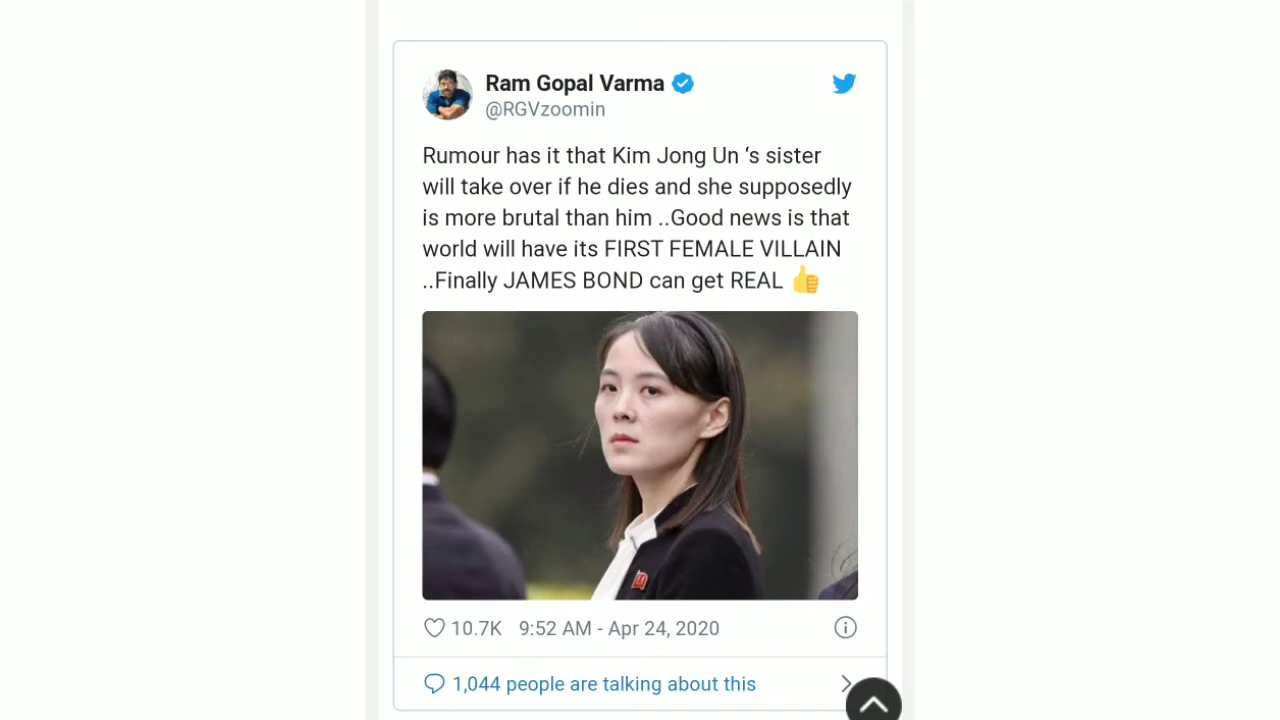 Ram Gopal Varma
@RGVzoomin
Rumour has it that Kim Jong Un ‘s sister
will take over if he dies and she supposedly
is more brutal than him ..Good news is that
world will have its FIRST FEMALE VILLAIN
..Finally JAMES BOND can get REAL 👍
10.7K 9:52 AM - Apr 24, 2020
1,044 people are talking about this